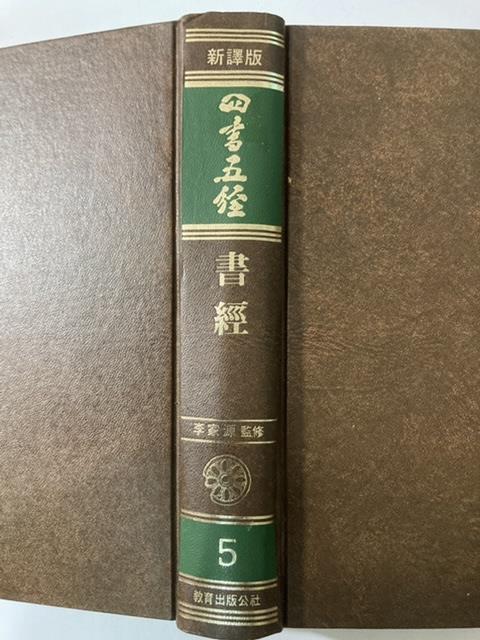 新譯版
四書五經
書經
李家源 監修
5
教育出版公社